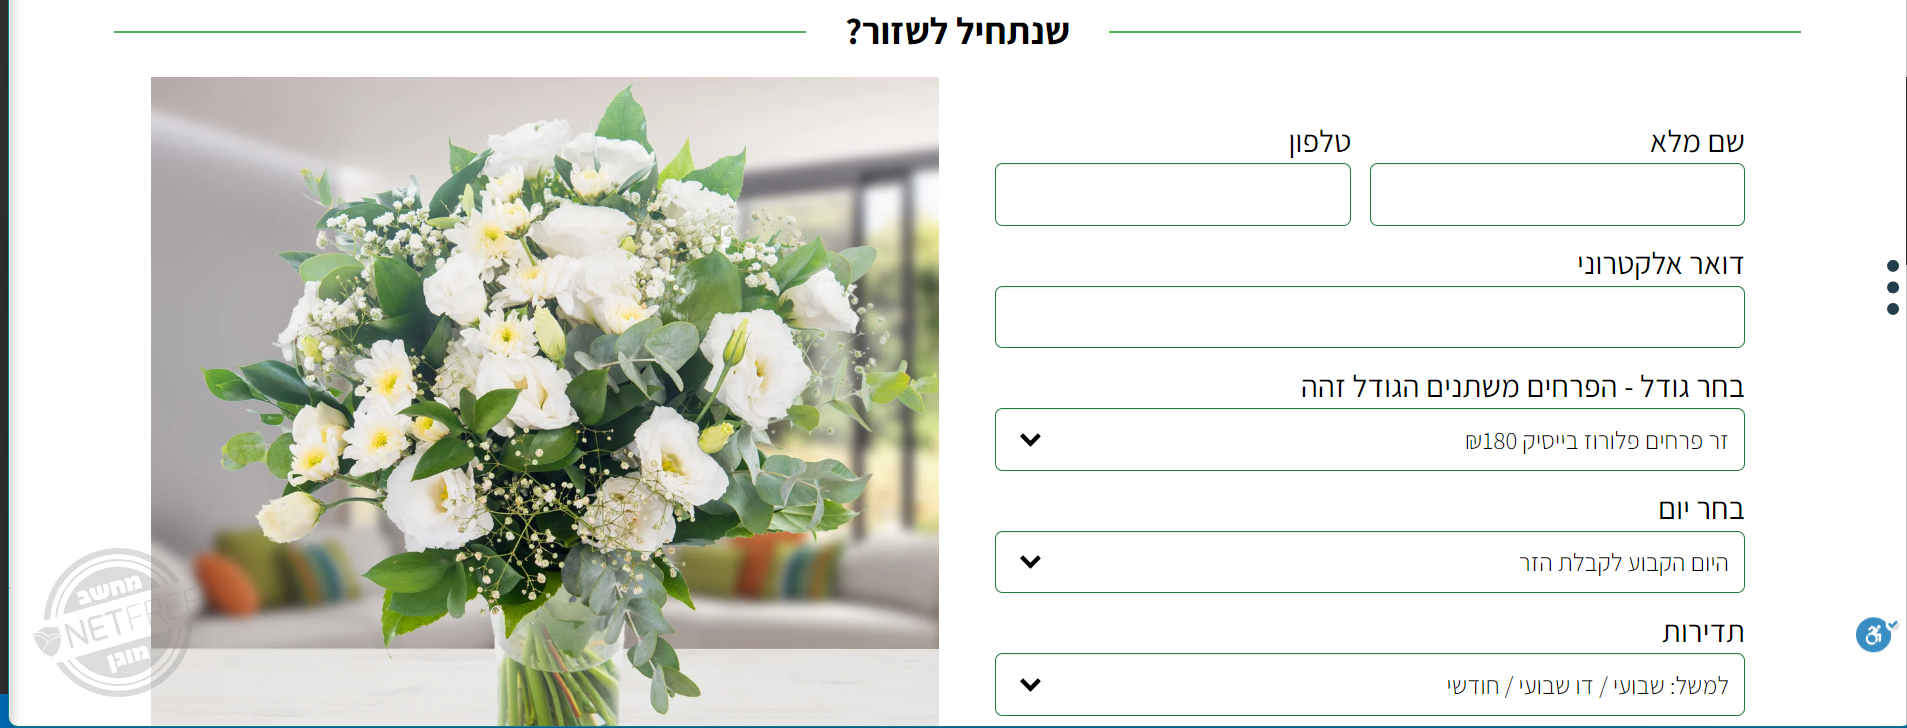 שנתחיל לשזור?
שם מלא
טלפון
דואר אלקטרוני
בחר גודל - הפרחים משתנים הגודל זהה
זר פרחים פלורוז בייסיק 180₪
בחר יום
היום הקבוע לקבלת הזר
תדירות
למשל: שבועי / דו שבועי / חודשי
מחשב
NETFREE
מוגן